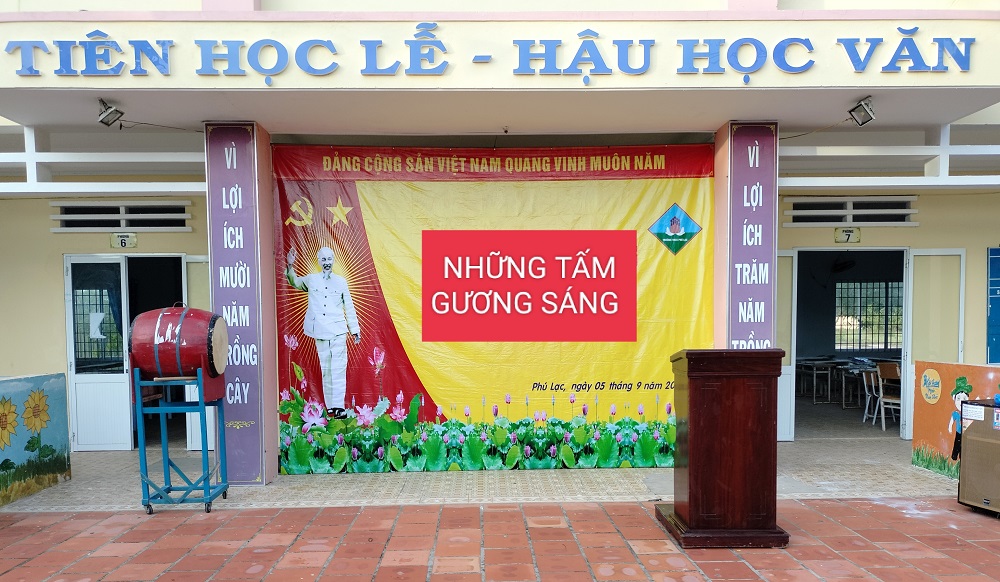 TIÊN HỌC LỄ - HẬU HỌC VĂN
VÌ
LỢI
ÍCH
MƯỜI
NĂM
TRỒNG
CÂY
PHÒNG
6
ĐẢNG CỘNG SẢN VIỆT NAM QUANG VINH MUÔN NĂM
NHỮNG TẤM
GƯƠNG SÁNG
Phú Lạc, ngày 05 tháng 9 năm 20
VÌ
LỢI
ÍCH
TRĂM
NĂM
TRỒNG
PHÒNG
7